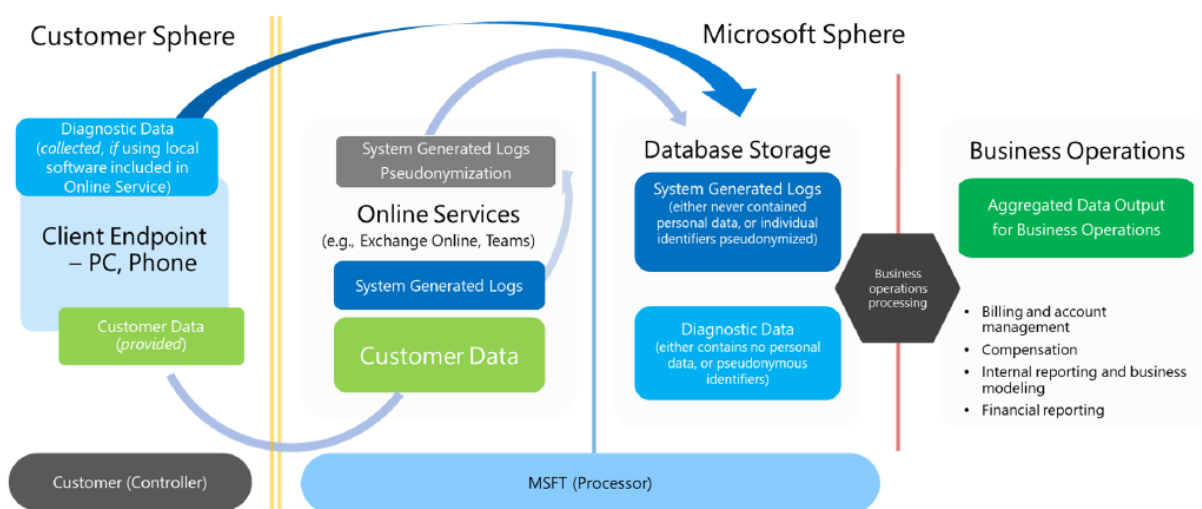 Customer Sphere
Microsoft Sphere
Diagnostic Data
(collected, if using local
software included in
Online Service)
Client Endpoint
– PC, Phone
Customer Data
(provided)
System Generated Logs
Pseudonymization
Online Services
(e.g., Exchange Online, Teams)
System Generated Logs
Customer Data
Database Storage
System Generated Logs
(either never contained
personal data, or individual
identifiers pseudonymized)
Diagnostic Data
(either contains no personal
data, or pseudonymous
identifiers)
Business
operations
processing
Business Operations
Aggregated Data Output
for Business Operations
• Billing and account
management
• Compensation
• Internal reporting and business
modeling
• Financial reporting
Customer (Controller)
MSFT (Processor)